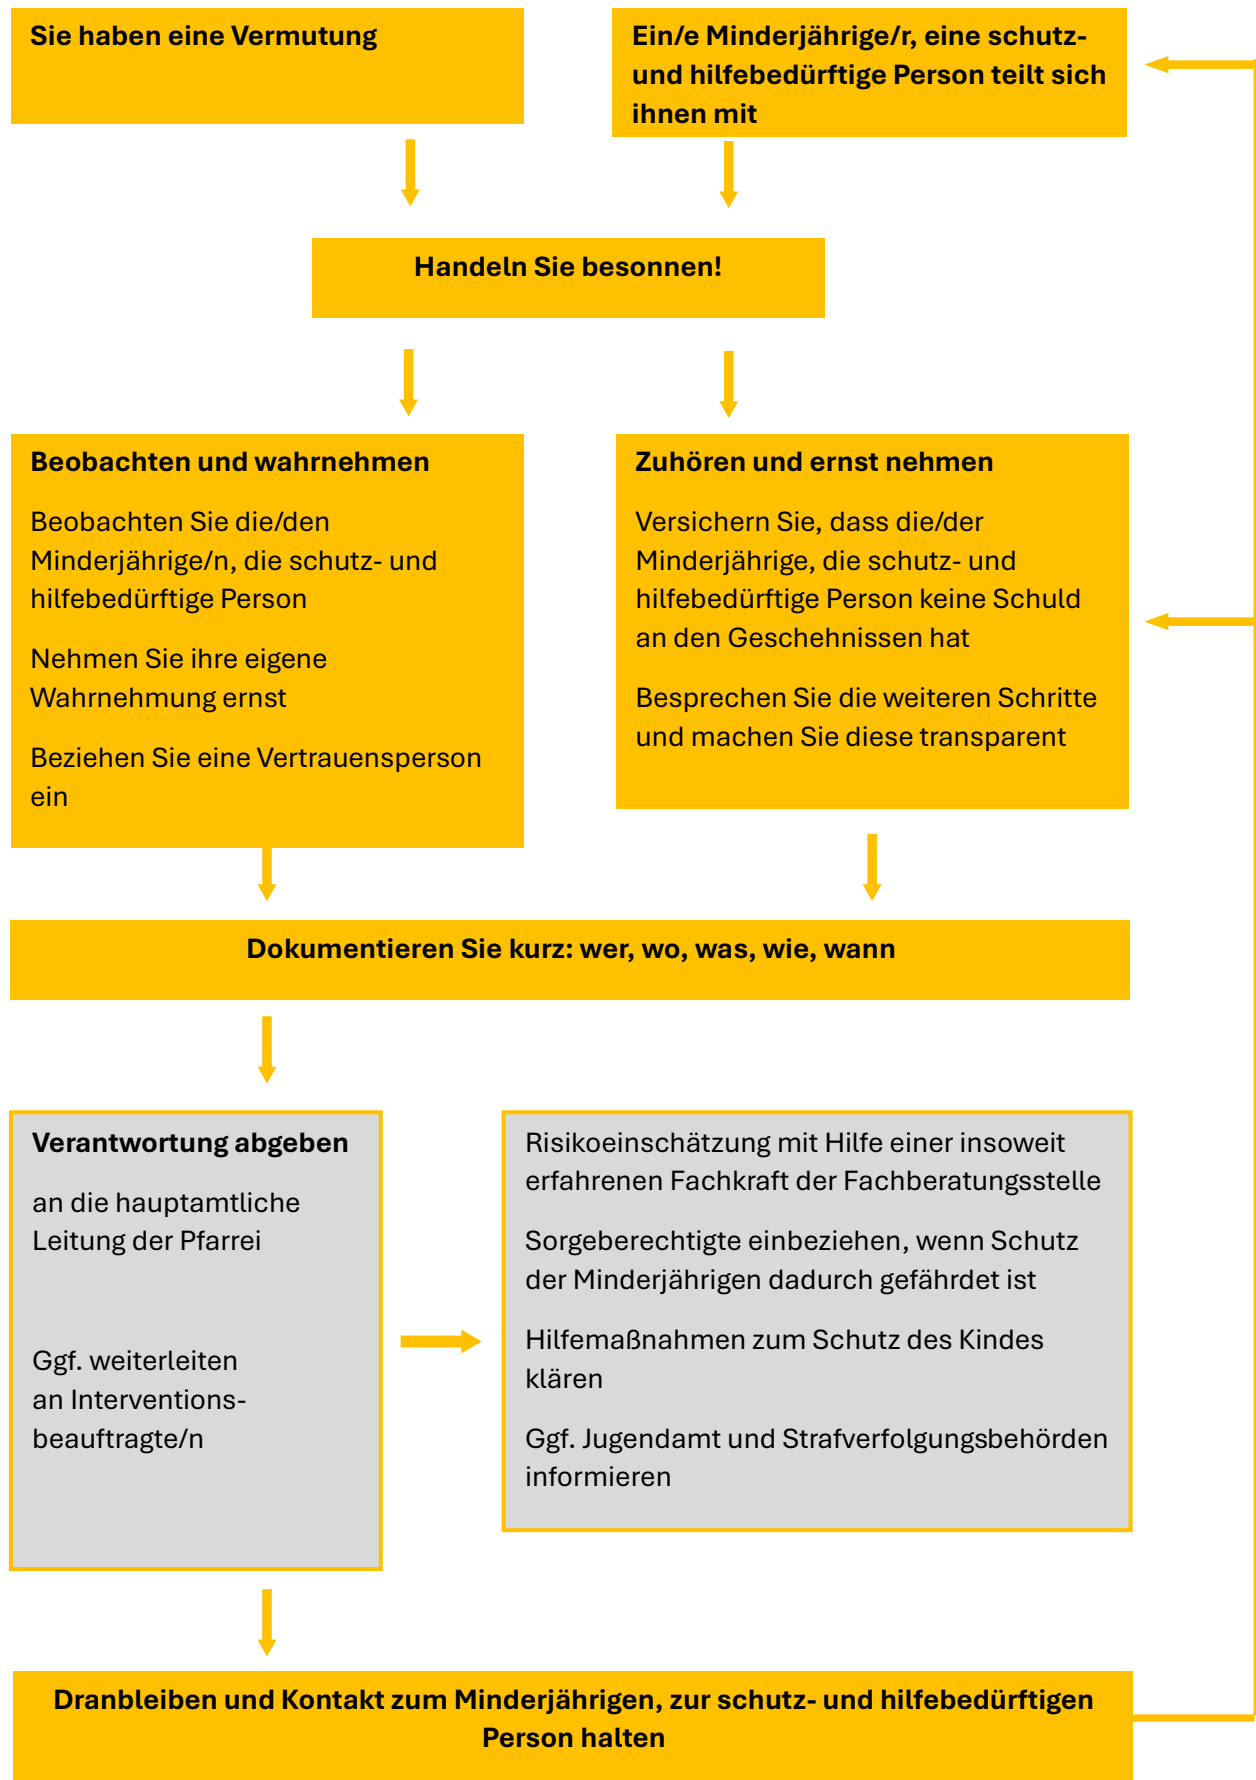 Sie haben eine Vermutung
Ein/e Minderjährige/r, eine schutz-
und hilfebedürftige Person teilt sich
ihnen mit
Handeln Sie besonnen!
Beobachten und wahrnehmen
Beobachten Sie die/den
Minderjährige/n, die schutz- und
hilfebedürftige Person
Nehmen Sie ihre eigene
Wahrnehmung ernst
Beziehen Sie eine Vertrauensperson
ein
Zuhören und ernst nehmen
Versichern Sie, dass die/der
Minderjährige, die schutz- und
hilfebedürftige Person keine Schuld
an den Geschehnissen hat
Besprechen Sie die weiteren Schritte
und machen Sie diese transparent
Dokumentieren Sie kurz: wer, wo, was, wie, wann
Verantwortung abgeben
an die hauptamtliche
Leitung der Pfarrei
Ggf. weiterleiten
an Interventions-
beauftragte/n
Risikoeinschätzung mit Hilfe einer insoweit
erfahrenen Fachkraft der Fachberatungsstelle
Sorgeberechtigte einbeziehen, wenn Schutz
der Minderjährigen dadurch gefährdet ist
Hilfemaßnahmen zum Schutz des Kindes
klären
Ggf. Jugendamt und Strafverfolgungsbehörden
informieren
Dranbleiben und Kontakt zum Minderjährigen, zur schutz- und hilfebedürftigen
Person halten